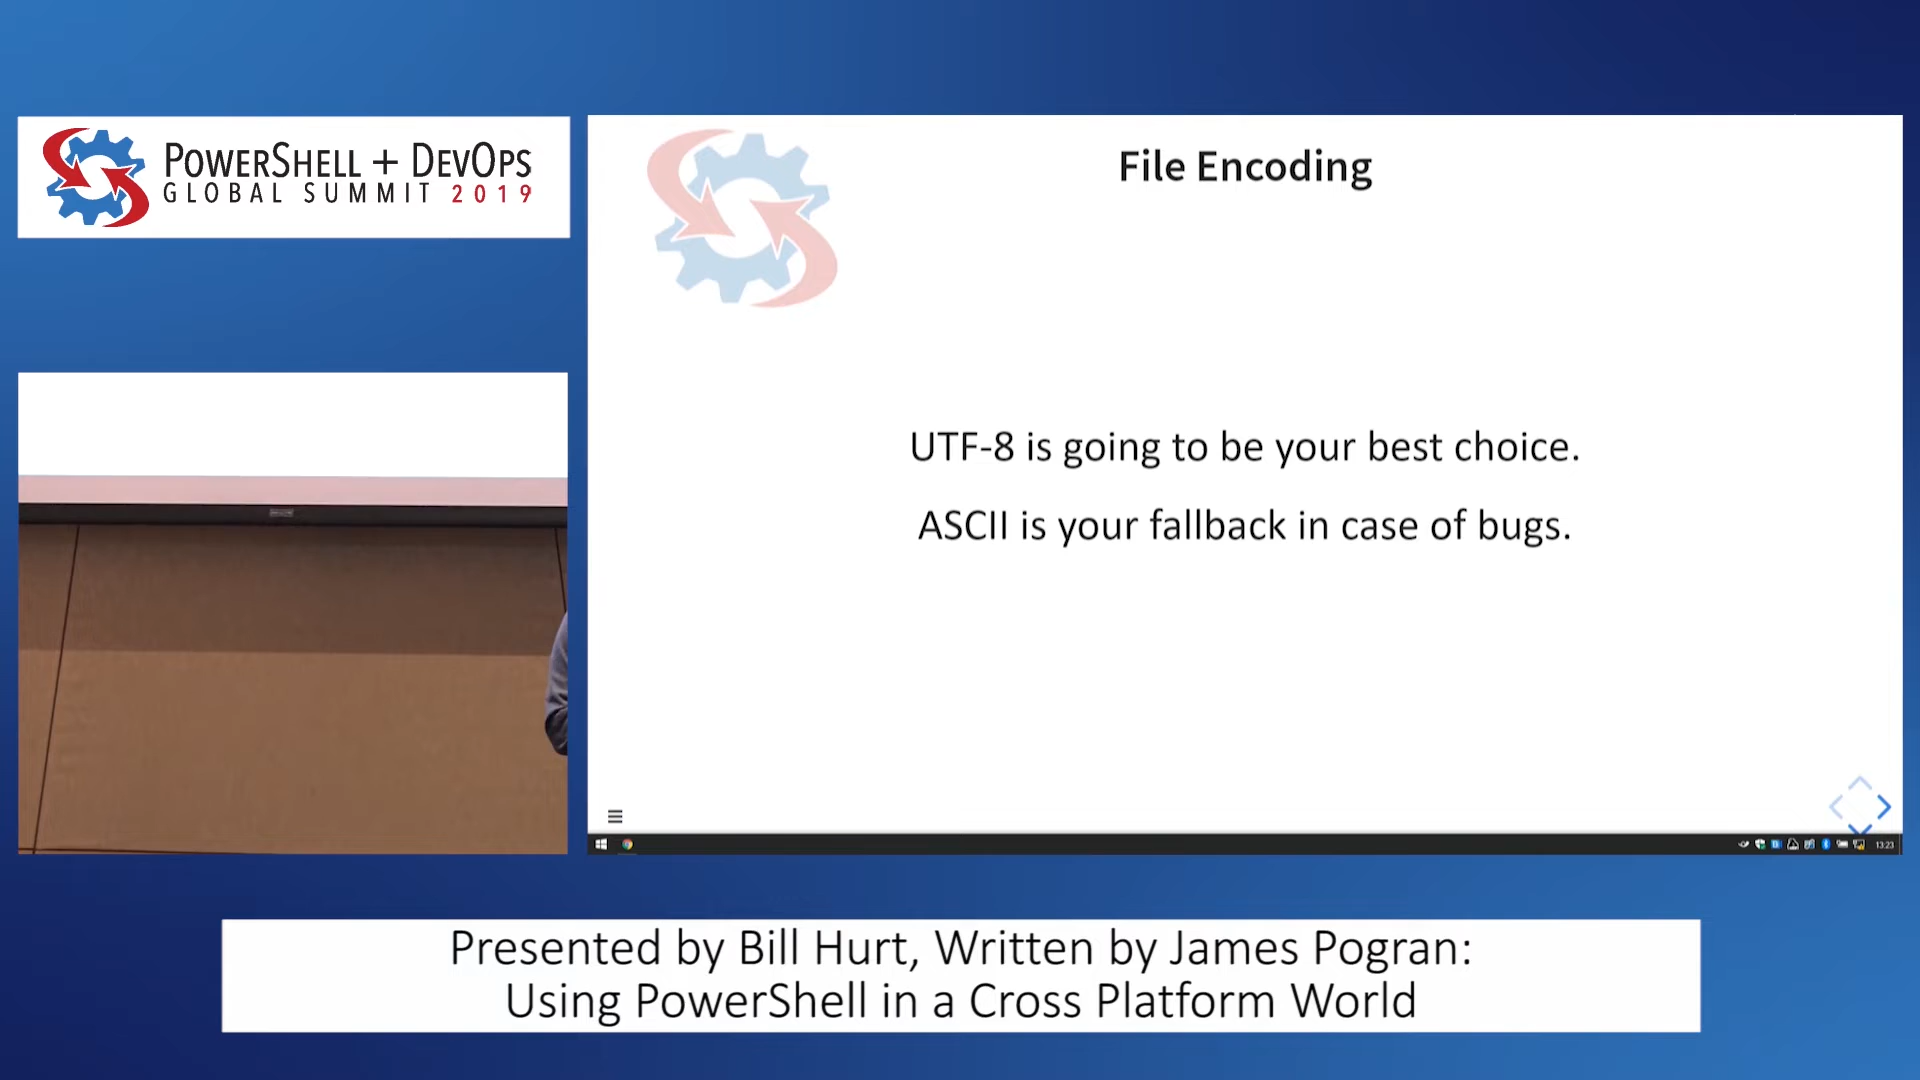 POWERSHELL + DEVOPS
GLOBAL SUMMIT 2019
File Encoding
UTF-8 is going to be your best choice.
ASCII is your fallback in case of bugs.
13:23
Presented by Bill Hurt, Written by James Pogran:
Using PowerShell in a Cross Platform World